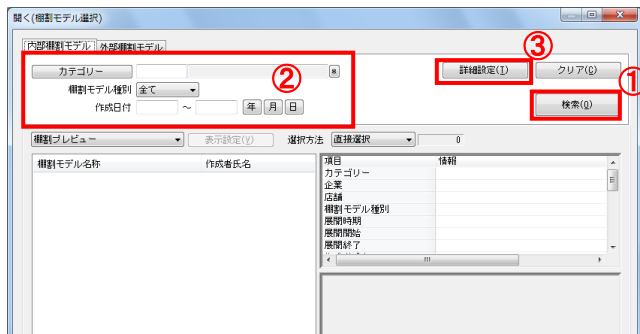 開く(棚割モデル選択)
内部棚割モデル 外部棚割モデル
③
カテゴリー ② 詳細設定(I) クリア(C) ①
棚割モデル種別 全て
作成日付 ～ 年 月 日 検索(Q)
棚割プレビュー 表示設定(V) 選択方法 直接選択 0
棚割モデル名称 作成者氏名 項目 情報
カテゴリー
企業
店舗
棚割モデル種別
展開時期
展開開始
展開終了